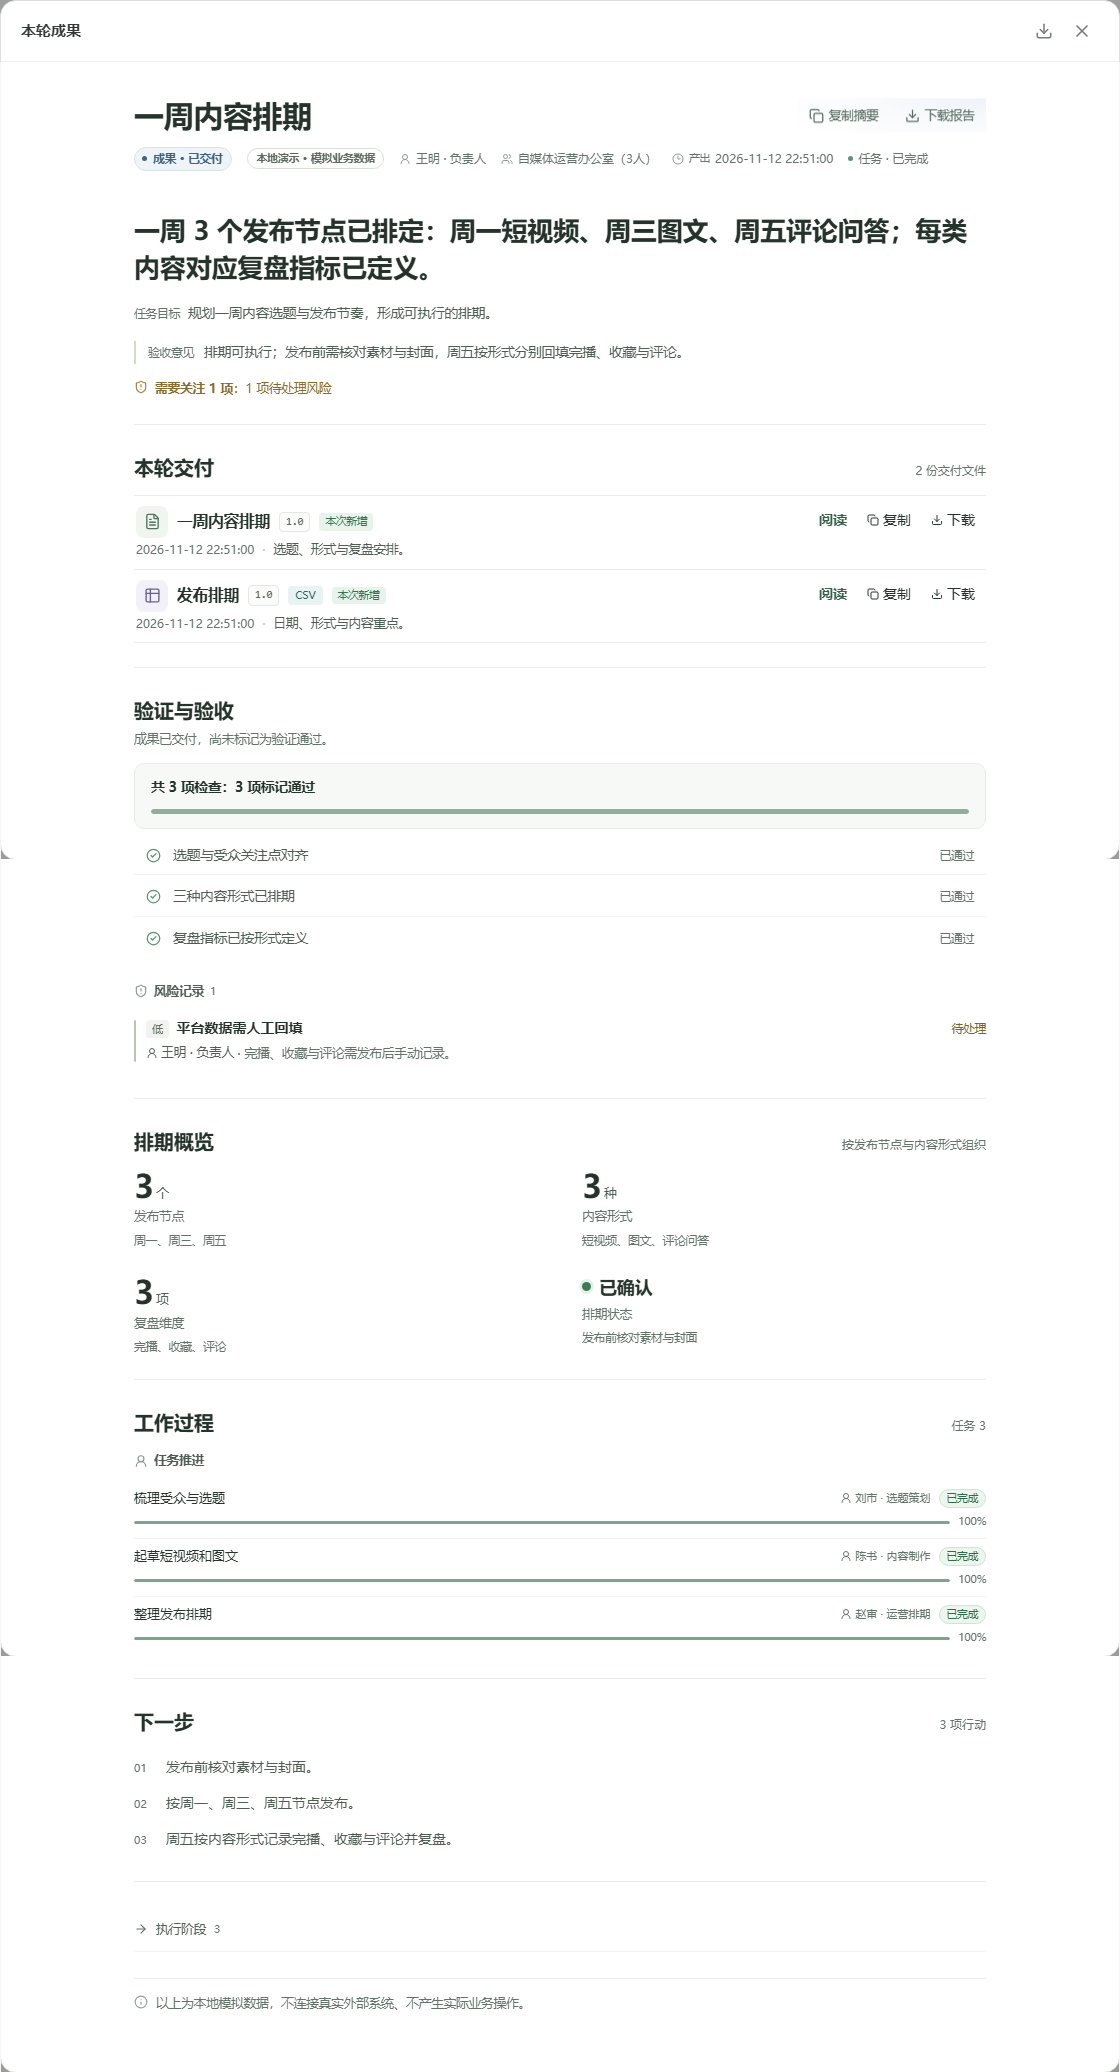 本轮成果
一周内容排期
复制摘要 下载报告
成果 • 已交付 本地演示 • 模拟业务数据 王明 · 负责人 自媒体运营办公室（3人） 产出 2026-11-12 22:51:00 任务 · 已完成
一周 3 个发布节点已排定：周一短视频、周三图文、周五评论问答；每类
内容对应复盘指标已定义。
任务目标 规划一周内容选题与发布节奏，形成可执行的排期。
验收意见 排期可执行；发布前需核对素材与封面，周五按形式分别回填完播、收藏与评论。
需要关注 1 项：1 项待处理风险
本轮交付 2 份交付文件
一周内容排期 1.0 本次新增 阅读 复制 下载
2026-11-12 22:51:00 · 选题、形式与复盘安排。
发布排期 1.0 CSV 本次新增 阅读 复制 下载
2026-11-12 22:51:00 · 日期、形式与内容重点。
验证与验收
成果已交付，尚未标记为验证通过。
共 3 项检查：3 项标记通过
选题与受众关注点对齐 已通过
三种内容形式已排期 已通过
复盘指标已按形式定义 已通过
风险记录 1
低 平台数据需人工回填 待处理
王明 · 负责人 · 完播、收藏与评论需发布后手动记录。
排期概览 按发布节点与内容形式组织
3 个
发布节点
周一、周三、周五
3 种
内容形式
短视频、图文、评论问答
3 项
复盘维度
完播、收藏、评论
已确认
排期状态
发布前核对素材与封面
工作过程 任务 3
任务推进
梳理受众与选题 刘市 · 选题策划 已完成
100%
起草短视频和图文 陈书 · 内容制作 已完成
100%
整理发布排期 赵审 · 运营排期 已完成
100%
下一步 3 项行动
01 发布前核对素材与封面。
02 按周一、周三、周五节点发布。
03 周五按内容形式记录完播、收藏与评论并复盘。
执行阶段 3
以上为本地模拟数据，不连接真实外部系统、不产生实际业务操作。